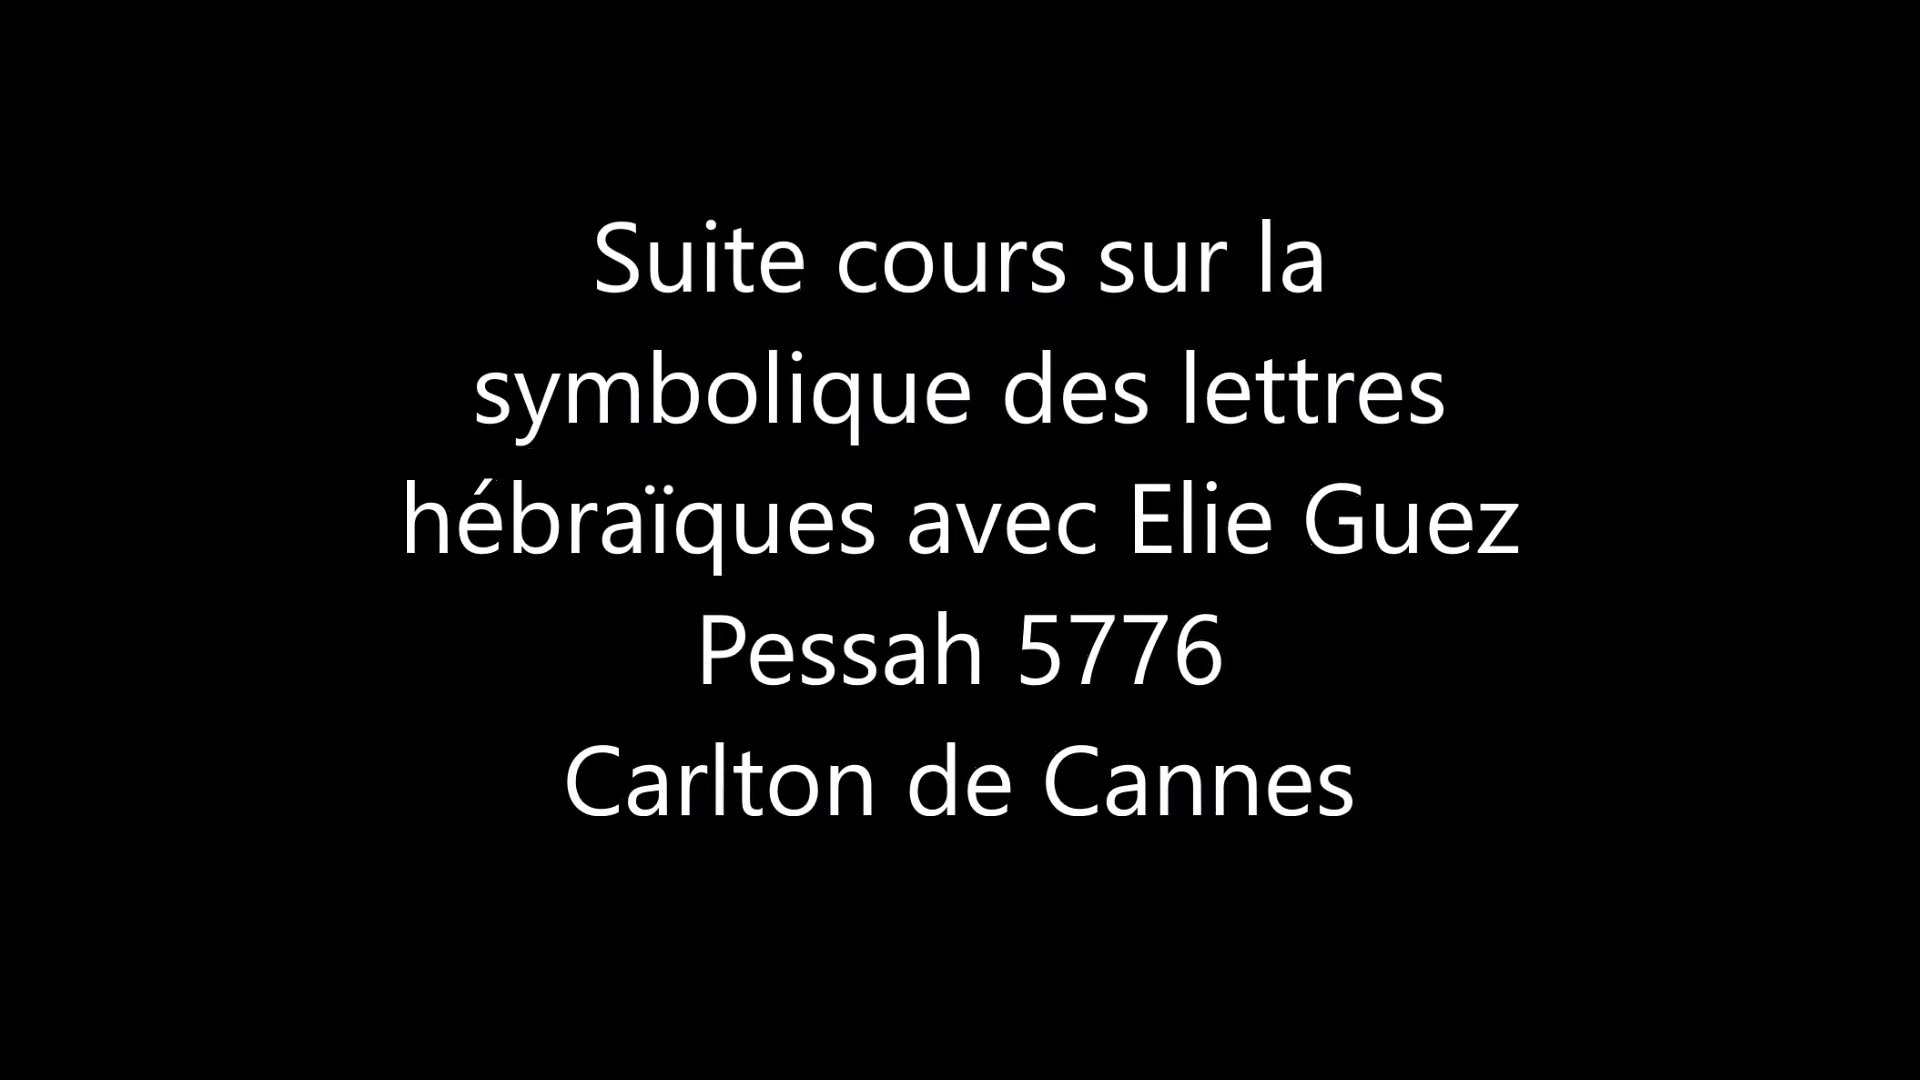 Suite cours sur la
symbolique des lettres
hébraïques avec Elie Guez
Pessah 5776
Carlton de Cannes